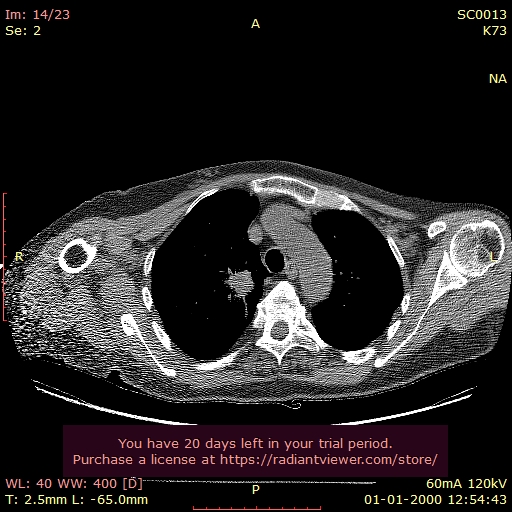 Im: 14/23
Se: 2
A
SC0013
K73
NA
R
L
You have 20 days left in your trial period.
Purchase a license at https://radiantviewer.com/store/
WL: 40 WW: 400 [D]
T: 2.5mm L: -65.0mm
P
60mA 120kV
01-01-2000 12:54:43